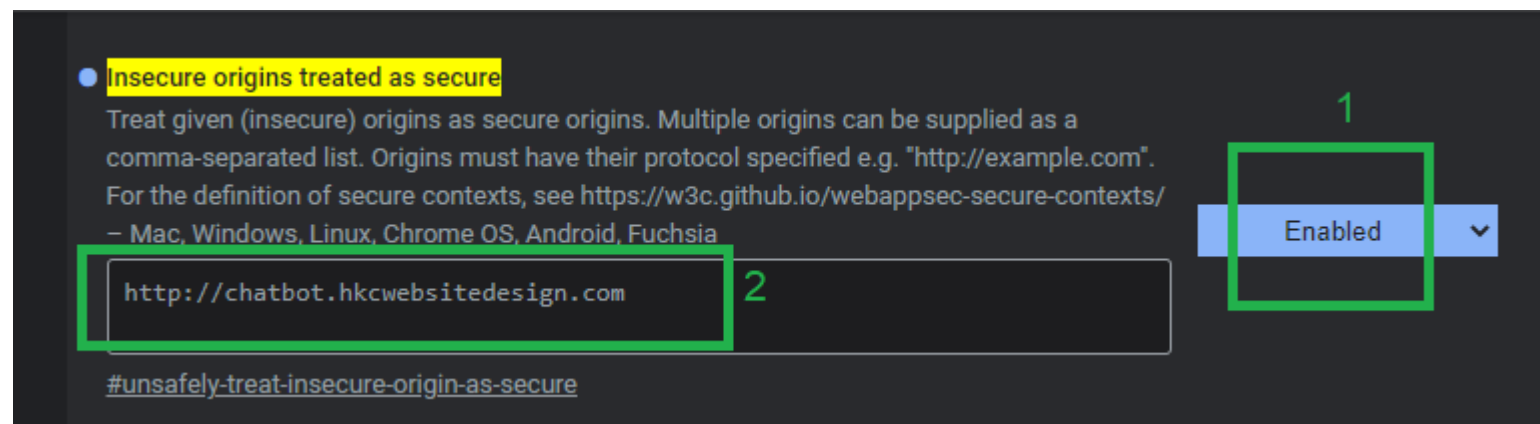 Insecure origins treated as secure
Treat given (insecure) origins as secure origins. Multiple origins can be supplied as a
1
comma-separated list. Origins must have their protocol specified e.g. "http://example.com".
For the definition of secure contexts, see https://w3c.github.io/webappsec-secure-contexts/
– Mac, Windows, Linux, Chrome OS, Android, Fuchsia
Enabled
http://chatbot.hkcwebsitedesign.com
2
#unsafely-treat-insecure-origin-as-secure